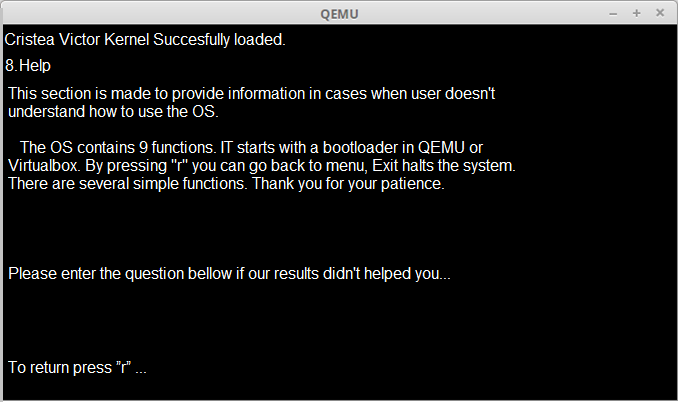 QEMU
Cristea Victor Kernel Succesfully loaded.
8.Help
This section is made to provide information in cases when user doesn't
understand how to use the OS.
The OS contains 9 functions. IT starts with a bootloader in QEMU or
Virtualbox. By pressing "r" you can go back to menu, Exit halts the system.
There are several simple functions. Thank you for your patience.
Please enter the question bellow if our results didn't helped you...
To return press ”r” ...